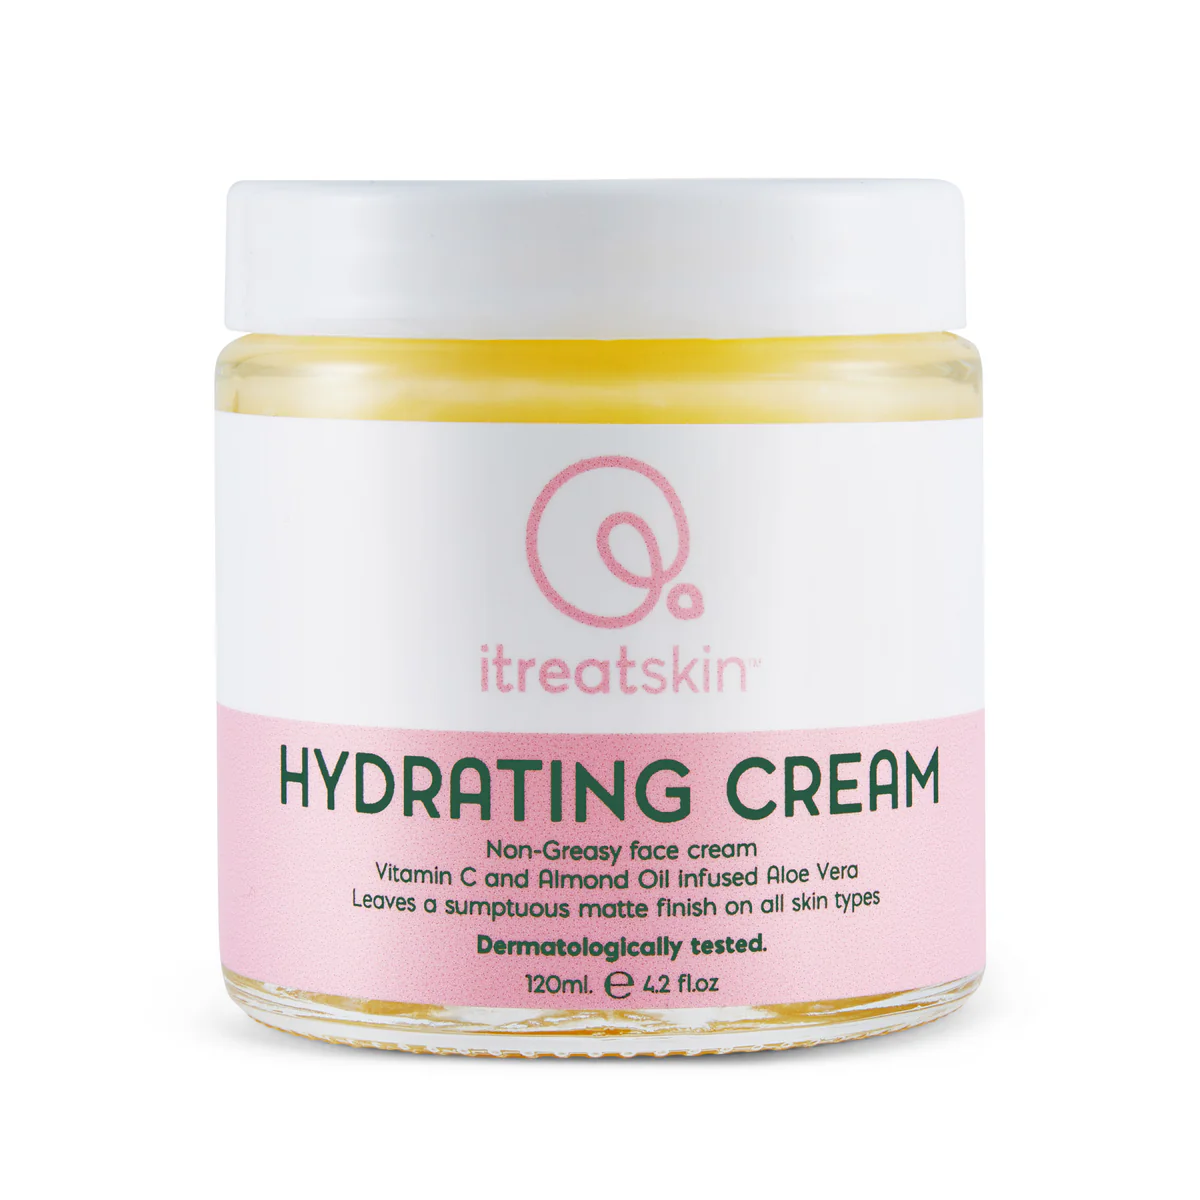 itreatskin™
HYDRATING CREAM
Non-Greasy face cream
Vitamin C and Almond Oil infused Aloe Vera
Leaves a sumptuous matte finish on all skin types
Dermatologically tested.
120ml. ℮ 4.2 fl.oz